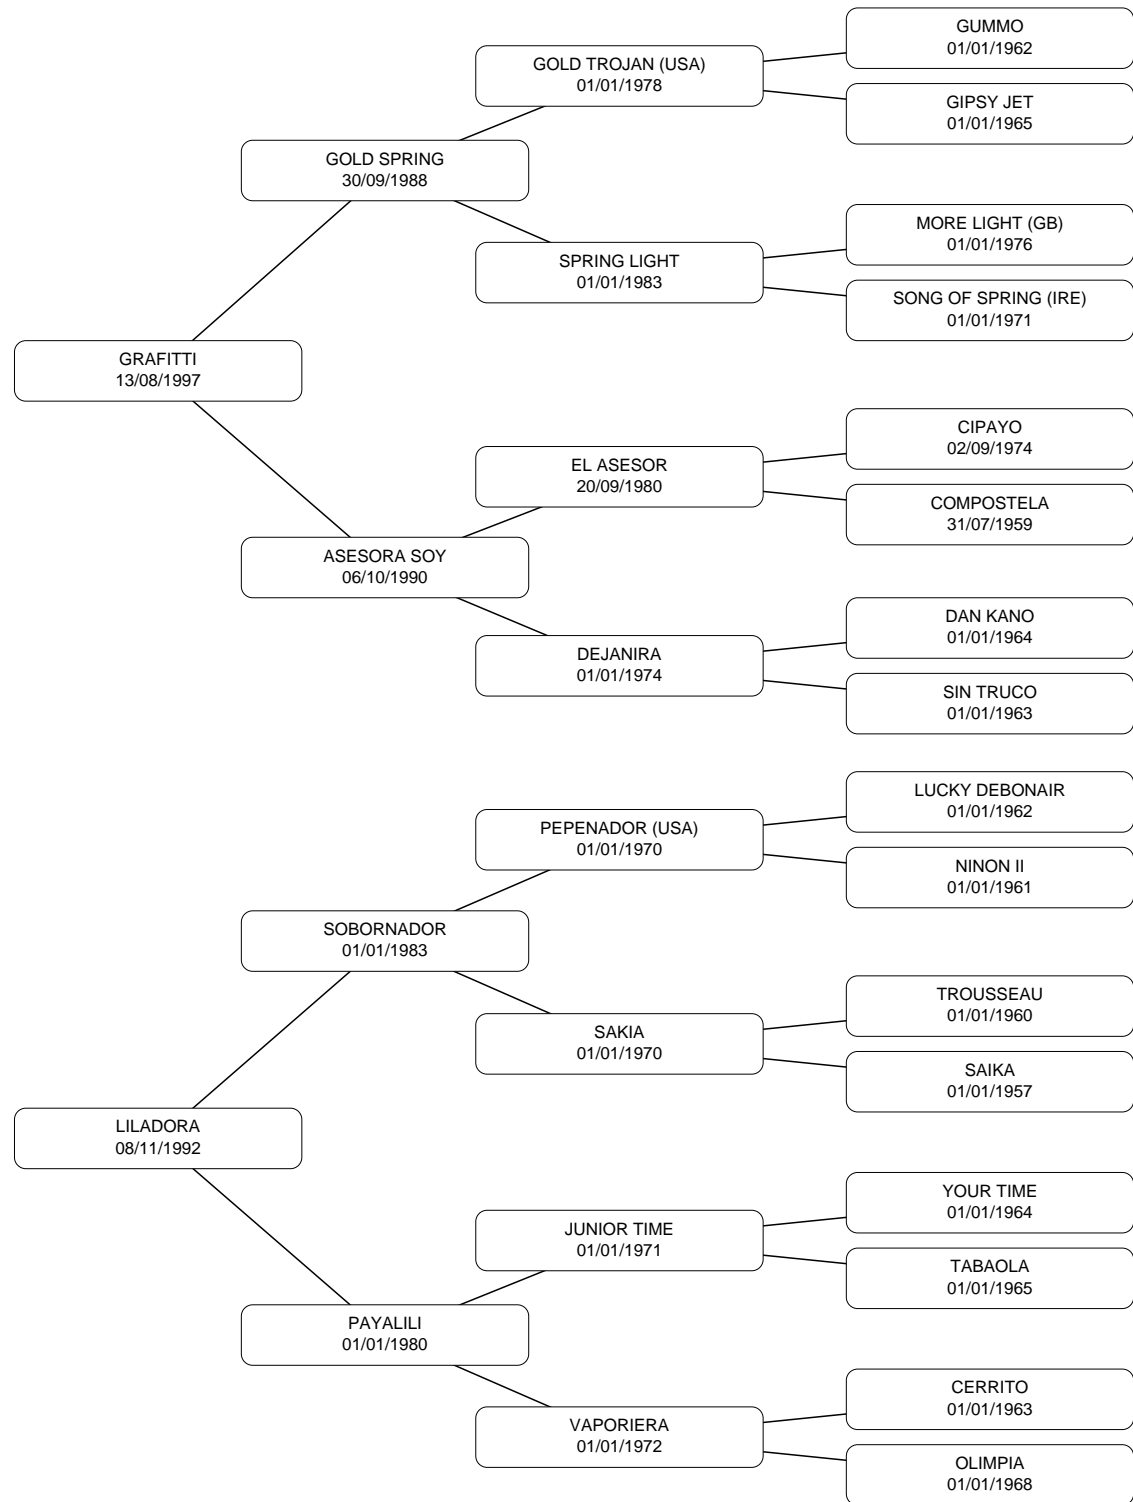 GUMMO
01/01/1962
GOLD TROJAN (USA)
01/01/1978
GIPSY JET
01/01/1965
GOLD SPRING
30/09/1988
MORE LIGHT (GB)
01/01/1976
SPRING LIGHT
01/01/1983
SONG OF SPRING (IRE)
01/01/1971
GRAFITTI
13/08/1997
CIPAYO
02/09/1974
EL ASESOR
20/09/1980
COMPOSTELA
31/07/1959
ASESORA SOY
06/10/1990
DAN KANO
01/01/1964
DEJANIRA
01/01/1974
SIN TRUCO
01/01/1963
LUCKY DEBONAIR
01/01/1962
PEPENADOR (USA)
01/01/1970
NINON II
01/01/1961
SOBORNADOR
01/01/1983
TROUSSEAU
01/01/1960
SAKIA
01/01/1970
SAIKA
01/01/1957
LILADORA
08/11/1992
YOUR TIME
01/01/1964
JUNIOR TIME
01/01/1971
TABAOLA
01/01/1965
PAYALILI
01/01/1980
CERRITO
01/01/1963
VAPORIERA
01/01/1972
OLIMPIA
01/01/1968